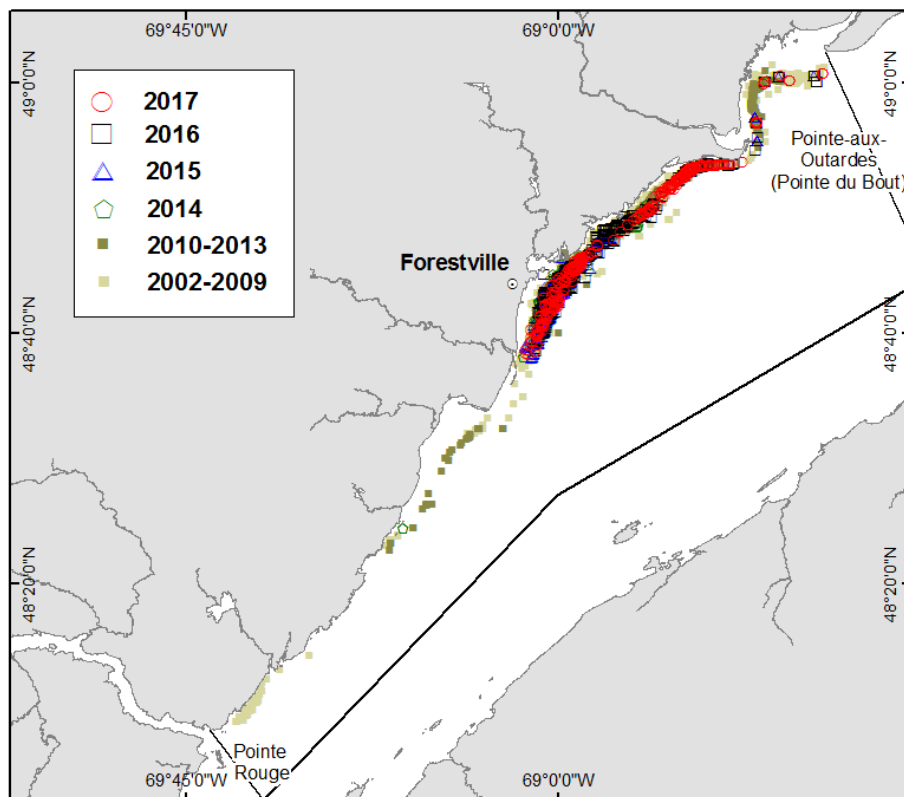 69°45'0"W
69°0'0"W
49°0'0"N
49°0'0"N
2017
2016
2015
2014
2010-2013
2002-2009
Pointe-aux-
Outardes
(Pointe du Bout)
Forestville
48°40'0"N
48°40'0"N
48°20'0"N
48°20'0"N
Pointe
Rouge
69°45'0"W
69°0'0"W